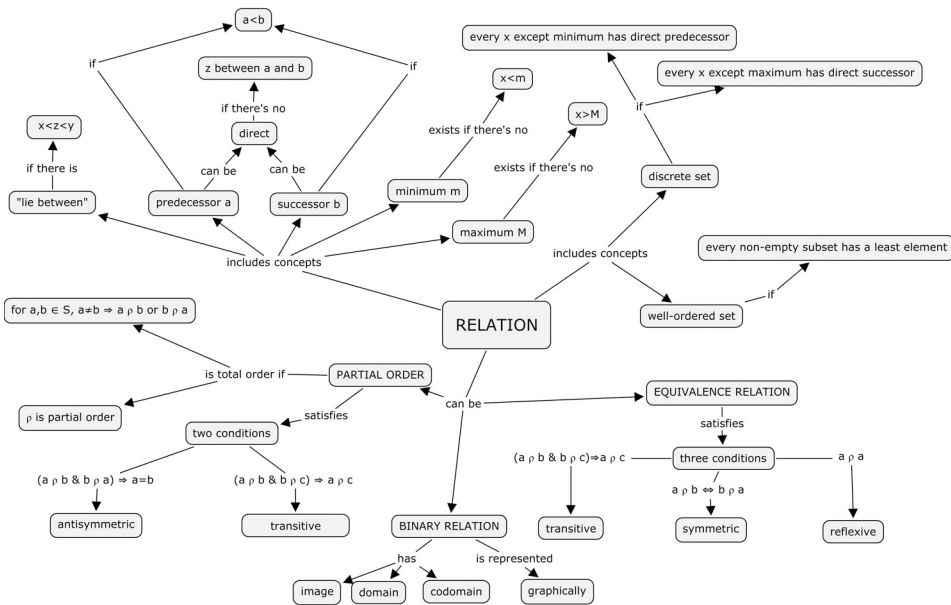 a<b
every x except minimum has direct predecessor
if
if
z between a and b
x<m
every x except maximum has direct successor
if there's no
if
x>M
x<z<y
direct
exists if there's no
if there is
can be
can be
exists if there's no
discrete set
"lie between"
predecessor a
successor b
minimum m
maximum M
includes concepts
includes concepts
every non-empty subset has a least element
if
for a,b ∈ S, a≠b ⇒ a ρ b or b ρ a
RELATION
well-ordered set
is total order if
PARTIAL ORDER
EQUIVALENCE RELATION
can be
ρ is partial order
satisfies
satisfies
two conditions
(a ρ b & b ρ c)⇒a ρ c
three conditions
a ρ a
(a ρ b & b ρ a) ⇒ a=b
(a ρ b & b ρ c) ⇒ a ρ c
a ρ b ⇔ b ρ a
antisymmetric
transitive
BINARY RELATION
transitive
symmetric
reflexive
has
is represented
image
domain
codomain
graphically